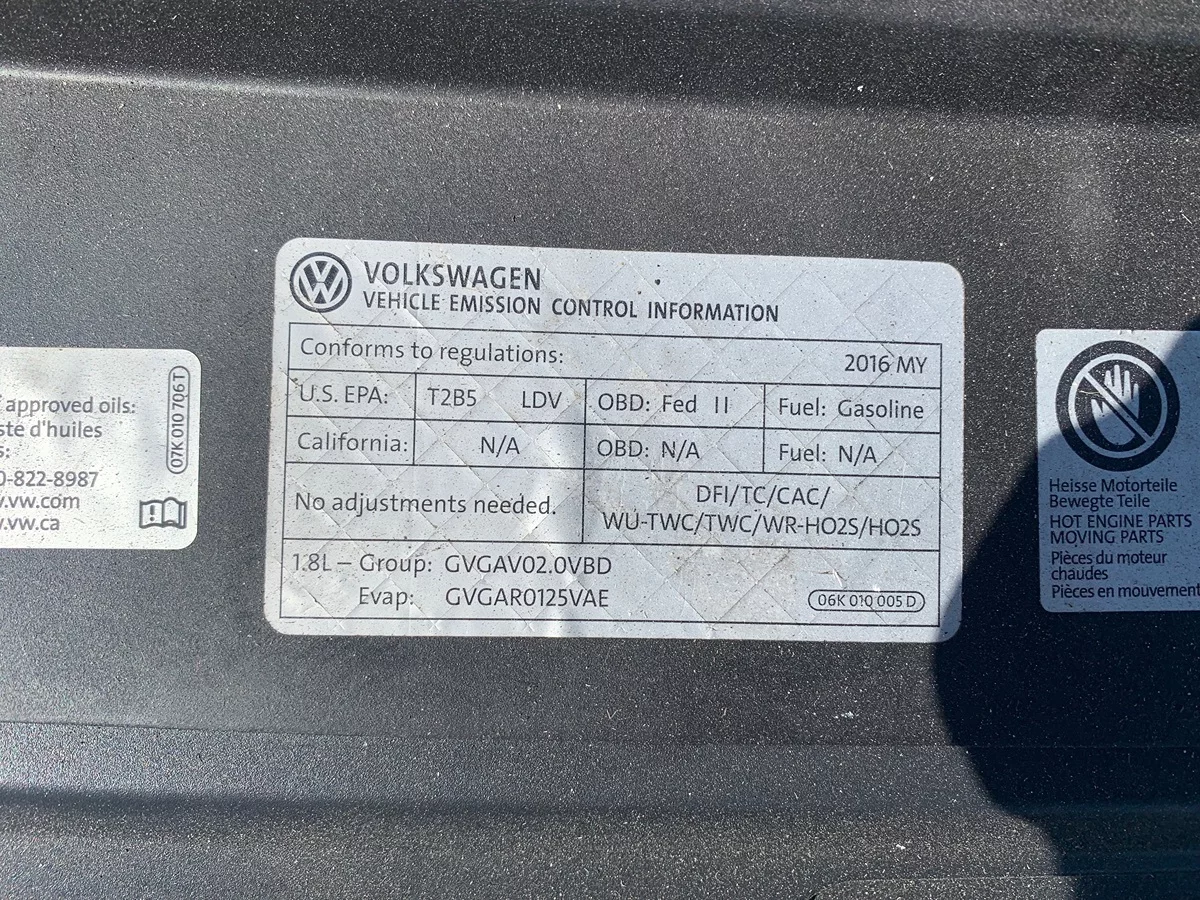 VOLKSWAGEN
VEHICLE EMISSION CONTROL INFORMATION
Conforms to regulations: 2016 MY
U.S. EPA: T2B5 LDV OBD: Fed II Fuel: Gasoline
California: N/A OBD: N/A Fuel: N/A
No adjustments needed.
DFI/TC/CAC/
WU-TWC/TWC/WR-HO2S/HO2S
1.8L – Group: GVGAV02.0VBD
Evap: GVGAR0125VAE
06K 010 005 D
approved oils:
d'huiles
0-822-8987
.vw.com
.vw.ca
07K 010 706 T
Heisse Motorteile
Bewegte Teile
HOT ENGINE PARTS
MOVING PARTS
Pièces du moteur
chaudes
Pièces en mouvement